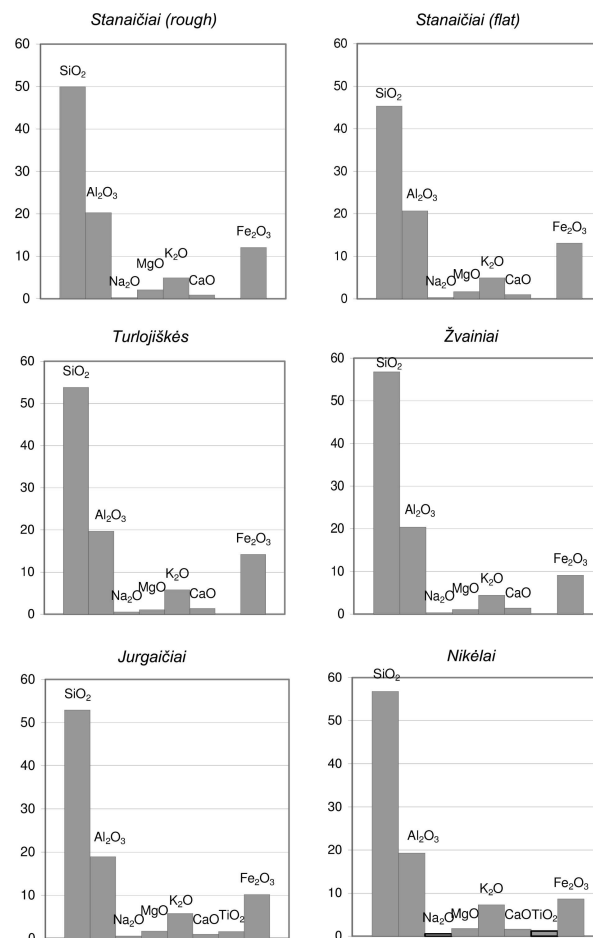 Stanaičiai (rough)
60
50
40
30
20
10
0
SiO₂
Al₂O₃
Na₂O
MgO
K₂O
CaO
Fe₂O₃
Stanaičiai (flat)
60
50
40
30
20
10
0
SiO₂
Al₂O₃
Na₂O
MgO
K₂O
CaO
Fe₂O₃
Turlojiškės
60
50
40
30
20
10
0
SiO₂
Al₂O₃
Na₂O
MgO
K₂O
CaO
Fe₂O₃
Žvainiai
60
50
40
30
20
10
0
SiO₂
Al₂O₃
Na₂O
MgO
K₂O
CaO
Fe₂O₃
Jurgaičiai
60
50
40
30
20
10
0
SiO₂
Al₂O₃
Na₂O
MgO
K₂O
CaO
TiO₂
Fe₂O₃
Nikėlai
60
50
40
30
20
10
0
SiO₂
Al₂O₃
Na₂O
MgO
K₂O
CaO
TiO₂
Fe₂O₃